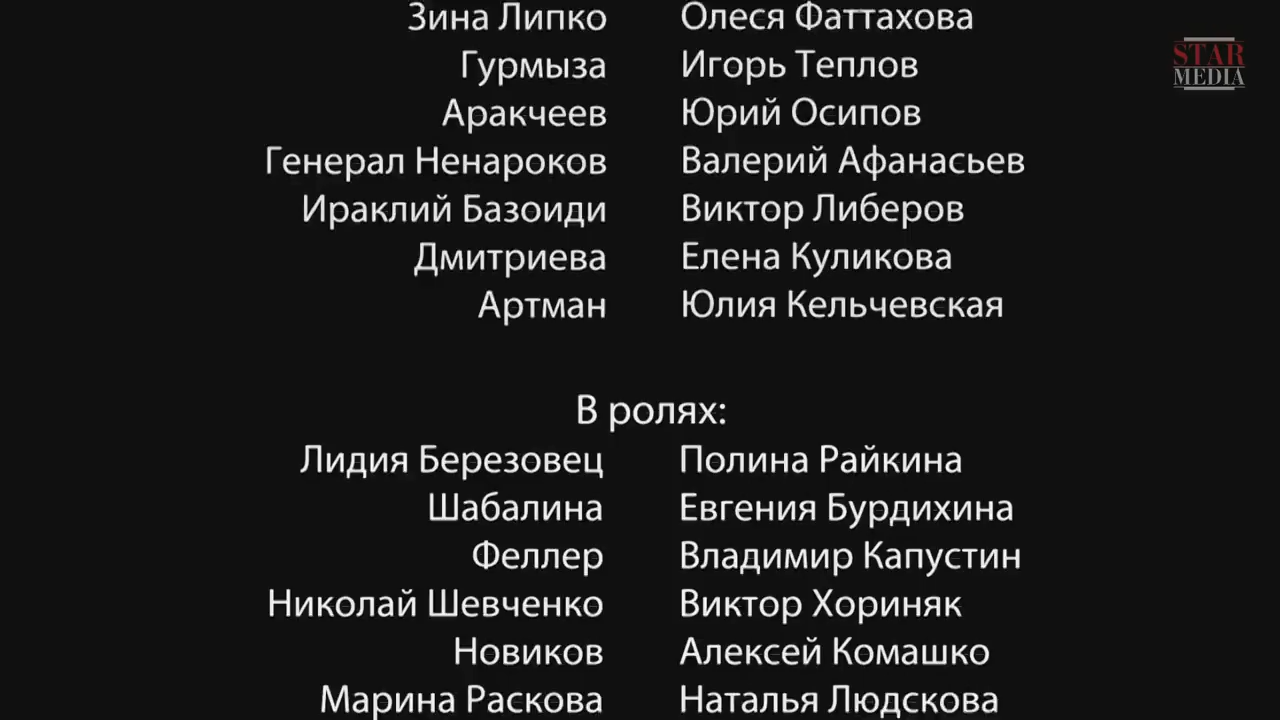 Зина Липко Олеся Фаттахова
STAR
MEDIA
Гурмыза Игорь Теплов
Аракчеев Юрий Осипов
Генерал Ненароков Валерий Афанасьев
Ираклий Базоиди Виктор Либеров
Дмитриева Елена Куликова
Артман Юлия Кельчевская
В ролях:
Лидия Березовец Полина Райкина
Шабалина Евгения Бурдихина
Феллер Владимир Капустин
Николай Шевченко Виктор Хориняк
Новиков Алексей Комашко
Марина Раскова Наталья Людскова